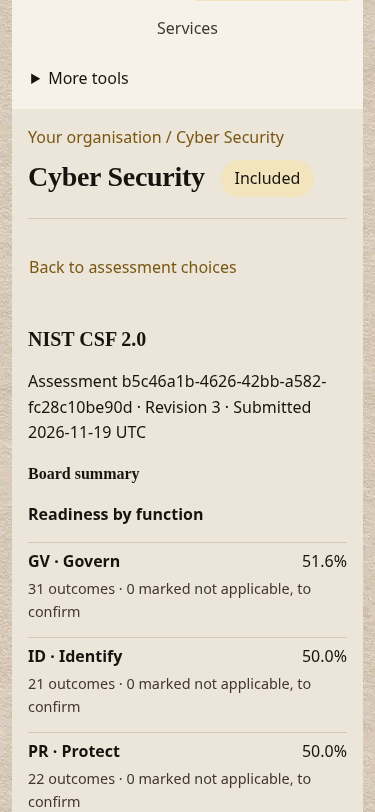 Services
▶ More tools
Your organisation / Cyber Security
Cyber Security Included
Back to assessment choices
NIST CSF 2.0
Assessment b5c46a1b-4626-42bb-a582-
fc28c10be90d · Revision 3 · Submitted
2026-11-19 UTC
Board summary
Readiness by function
GV · Govern 51.6%
31 outcomes · 0 marked not applicable, to
confirm
ID · Identify 50.0%
21 outcomes · 0 marked not applicable, to
confirm
PR · Protect 50.0%
22 outcomes · 0 marked not applicable, to
confirm